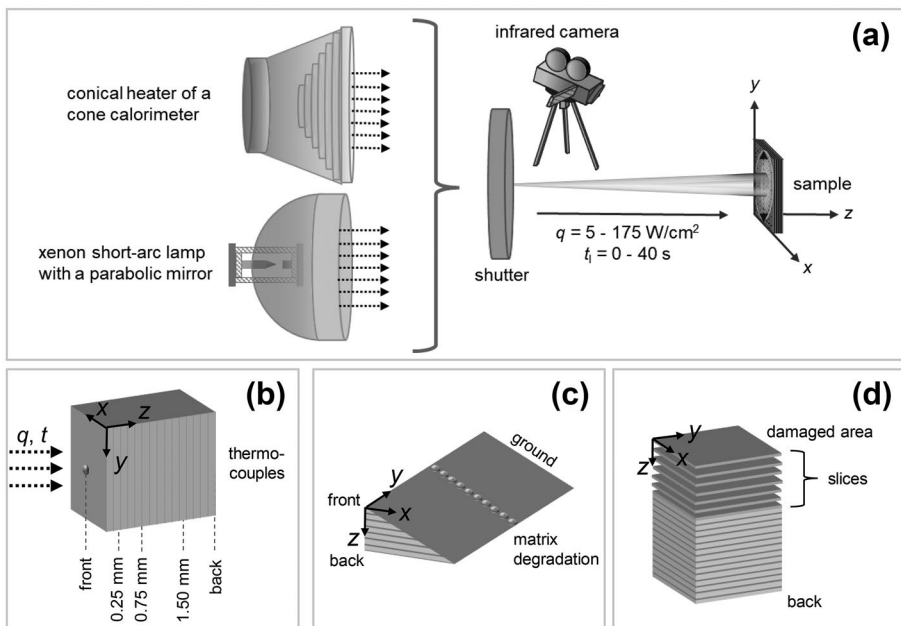 (a)
conical heater of a
cone calorimeter
xenon short-arc lamp
with a parabolic mirror
infrared camera
shutter
q = 5 - 175 W/cm²
tₗ = 0 - 40 s
y
sample
z
x
(b)
q, t
x
z
y
thermo-
couples
front
0.25 mm
0.75 mm
1.50 mm
back
(c)
ground
y
front
x
z
back
matrix
degradation
(d)
y
damaged area
x
z
slices
back